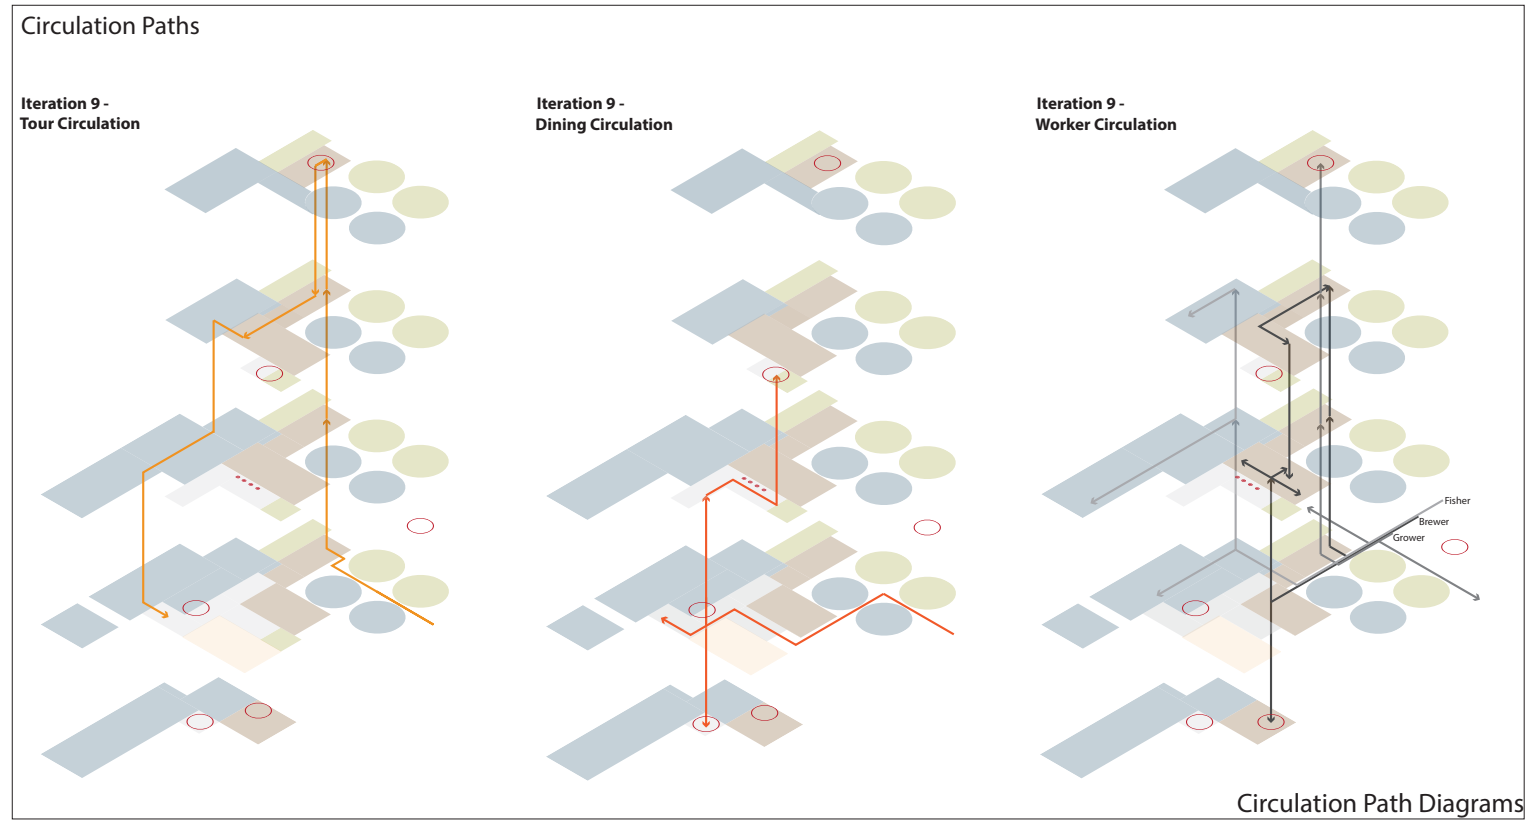 Circulation Paths
Iteration 9 -
Tour Circulation
Iteration 9 -
Dining Circulation
Iteration 9 -
Worker Circulation
Fisher
Brewer
Grower
Circulation Path Diagrams